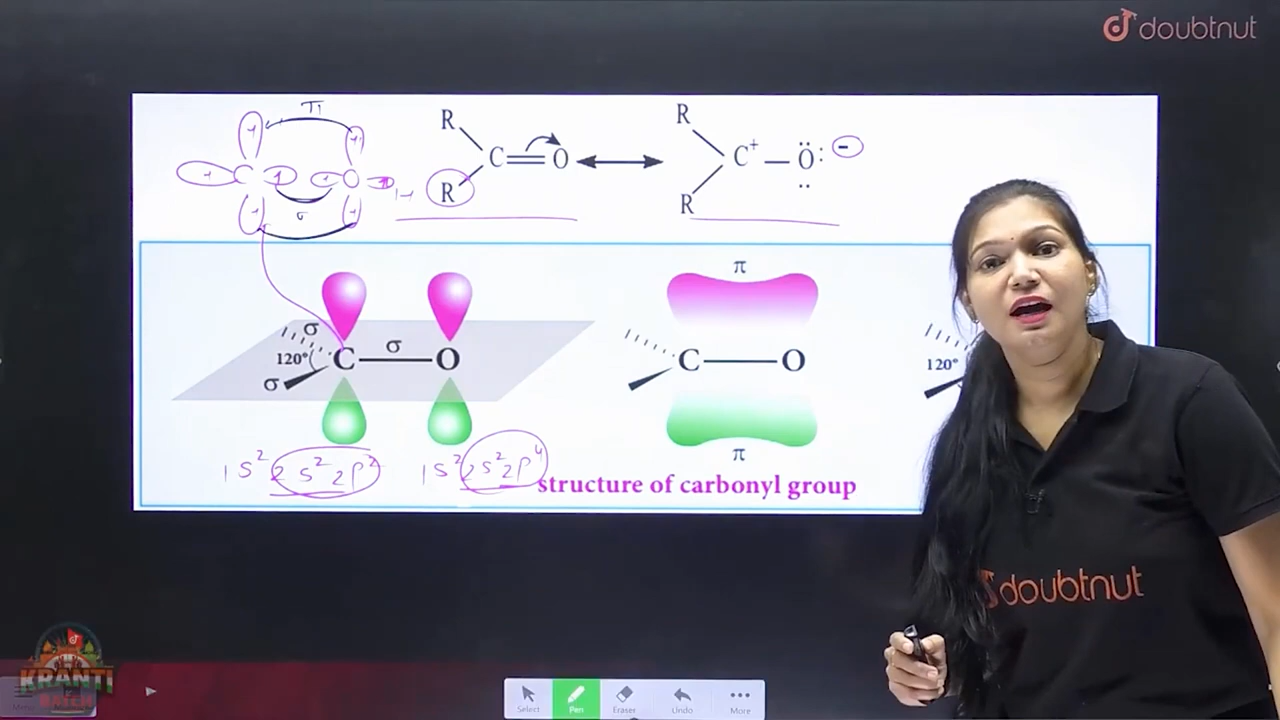 doubtnut
π
R
R
C = O ↔ C⁺ – Ö: -
R
R
σ
π
π
σ
120°
C σ O
C O
120°
σ
π
1s² 2s² 2p² 1s² 2s² 2p⁴
structure of carbonyl group
doubtnut
KRANTI
BATCH
Menu
Select Pen Eraser Undo More